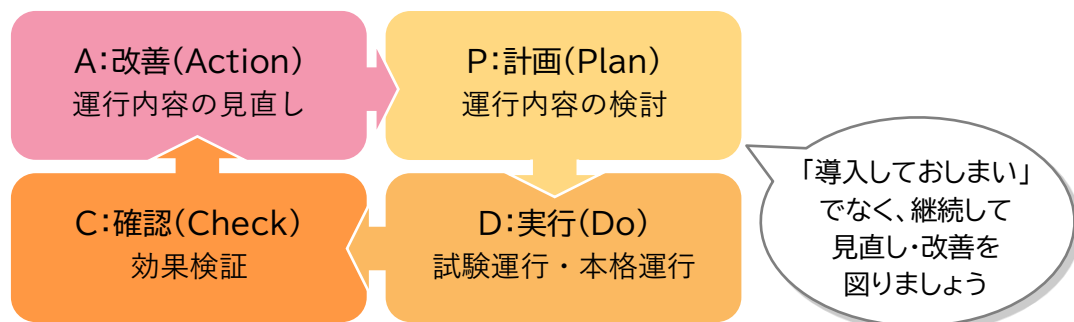 A:改善(Action)
運行内容の見直し
P:計画(Plan)
運行内容の検討
C:確認(Check)
効果検証
D:実行(Do)
試験運行・本格運行
「導入しておしまい」
でなく、継続して
見直し・改善を
図りましょう